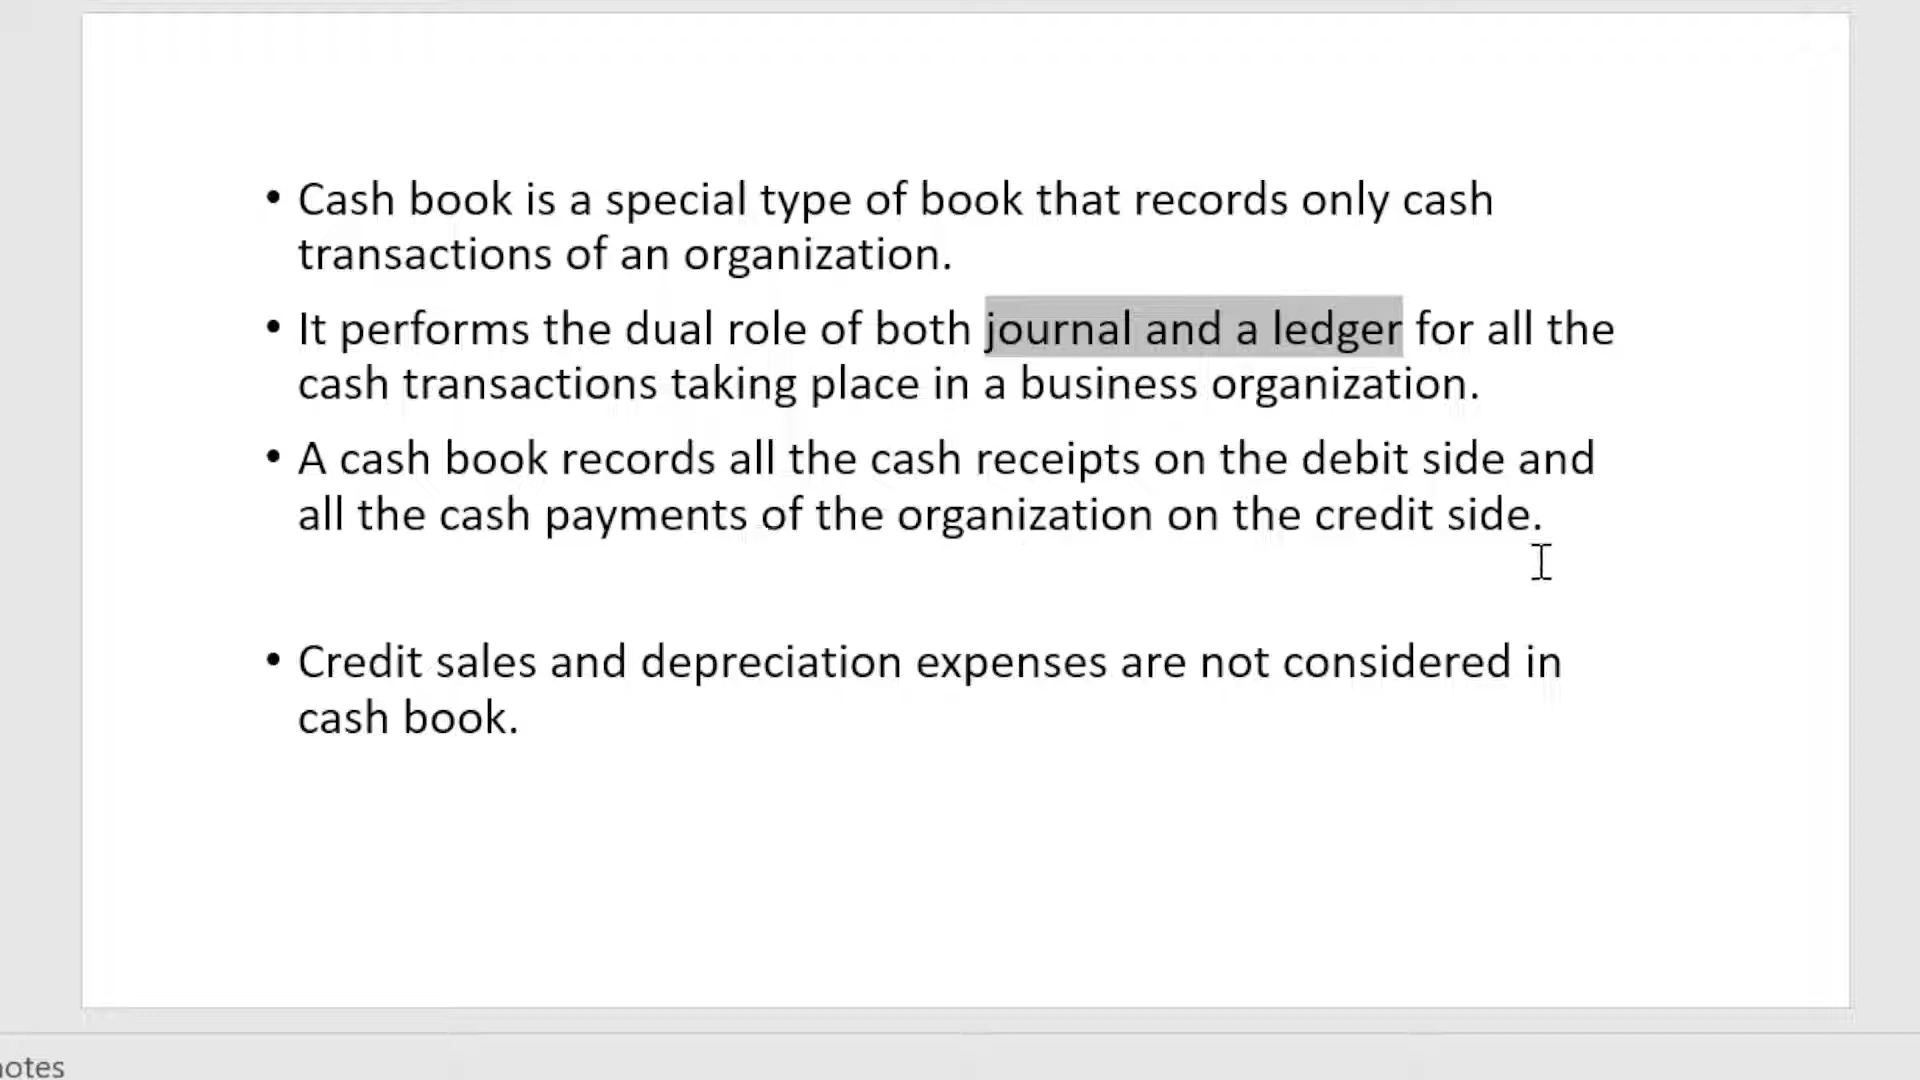 • Cash book is a special type of book that records only cash
transactions of an organization.
• It performs the dual role of both journal and a ledger for all the
cash transactions taking place in a business organization.
• A cash book records all the cash receipts on the debit side and
all the cash payments of the organization on the credit side.
• Credit sales and depreciation expenses are not considered in
cash book.
notes